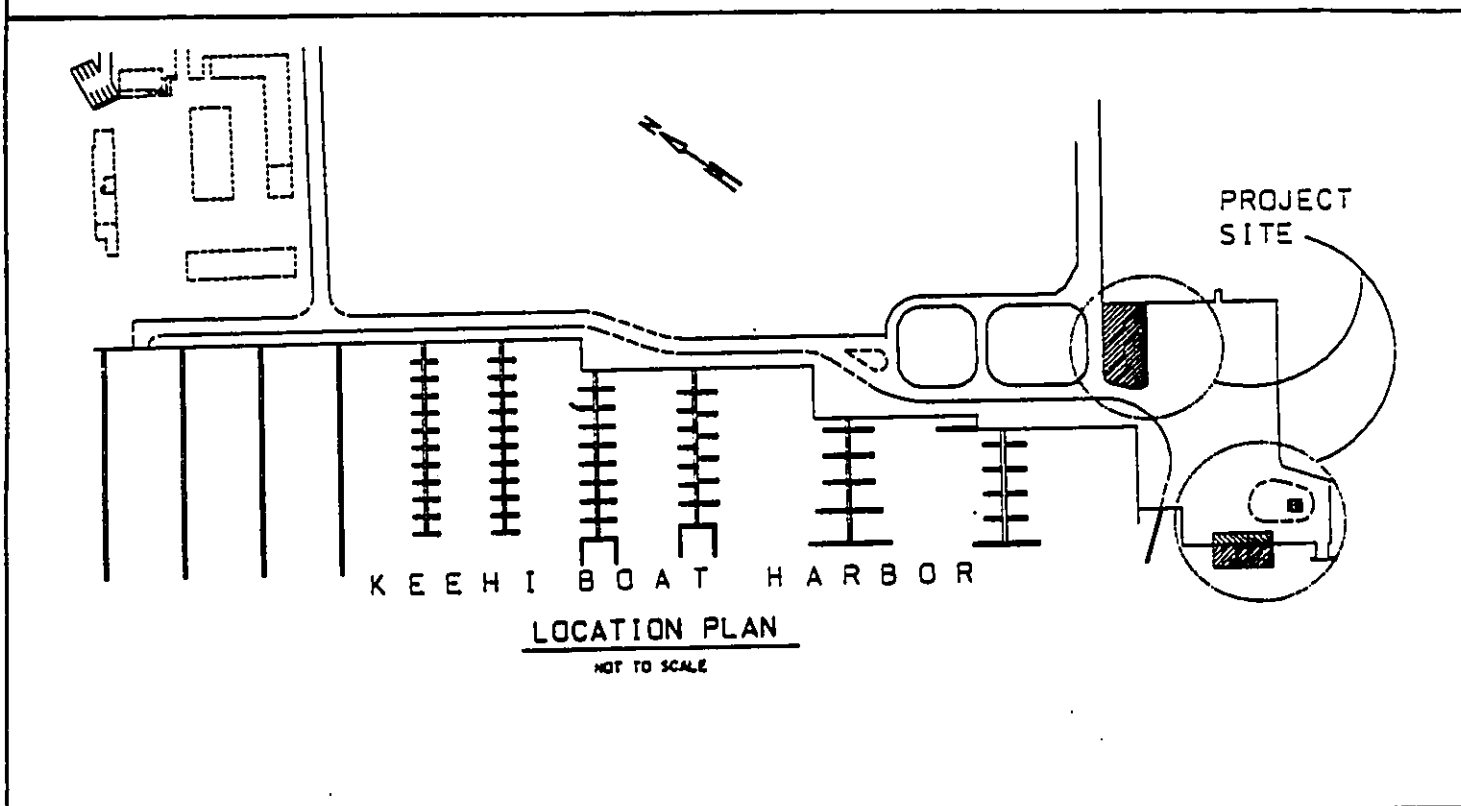 N
PROJECT
SITE
KEEHI BOAT HARBOR
LOCATION PLAN
NOT TO SCALE